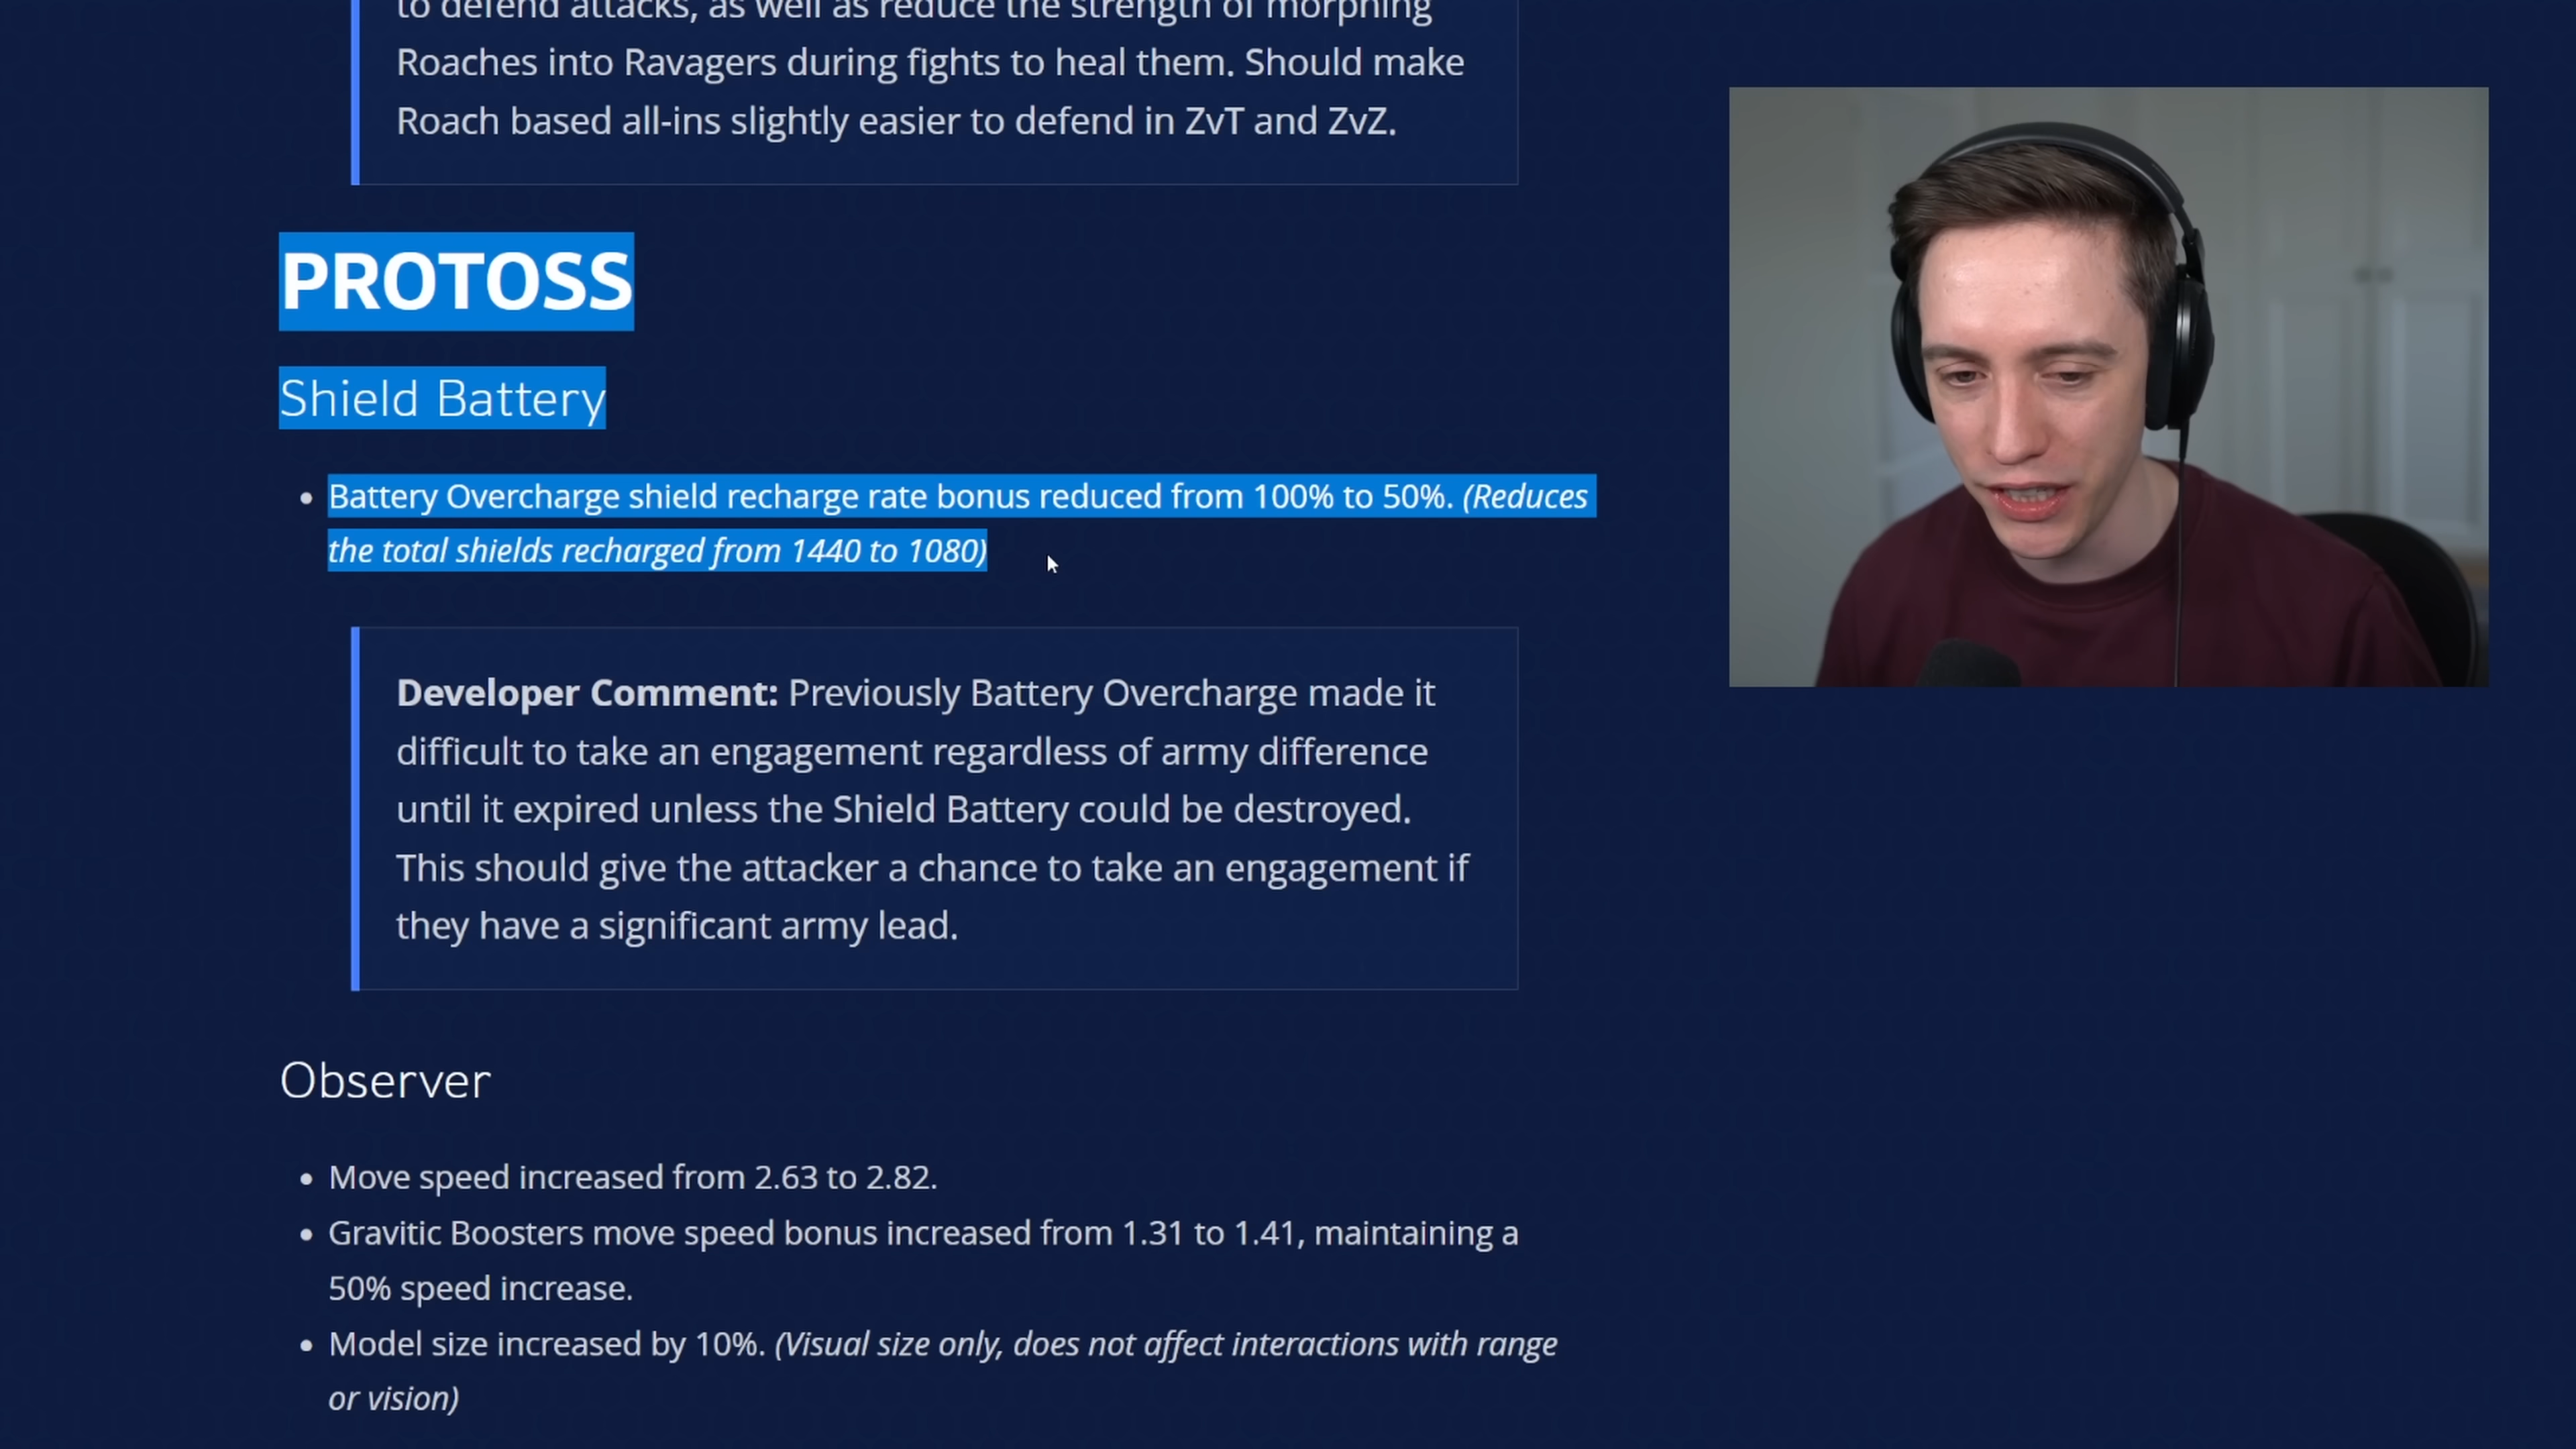 to defend attacks, as well as reduce the strength of morphing
Roaches into Ravagers during fights to heal them. Should make
Roach based all-ins slightly easier to defend in ZvT and ZvZ.
PROTOSS
Shield Battery
• Battery Overcharge shield recharge rate bonus reduced from 100% to 50%. (Reduces
the total shields recharged from 1440 to 1080)
Developer Comment: Previously Battery Overcharge made it
difficult to take an engagement regardless of army difference
until it expired unless the Shield Battery could be destroyed.
This should give the attacker a chance to take an engagement if
they have a significant army lead.
Observer
• Move speed increased from 2.63 to 2.82.
• Gravitic Boosters move speed bonus increased from 1.31 to 1.41, maintaining a
50% speed increase.
• Model size increased by 10%. (Visual size only, does not affect interactions with range
or vision)